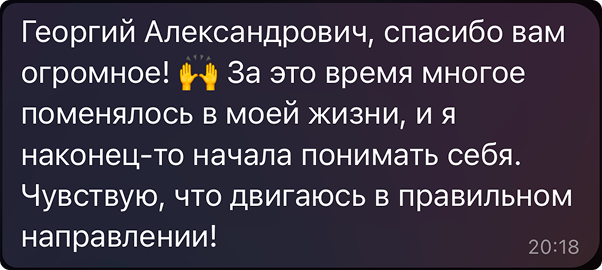 Георгий Александрович, спасибо вам
огромное! 🙌 За это время многое
поменялось в моей жизни, и я
наконец-то начала понимать себя.
Чувствую, что двигаюсь в правильном
направлении!
20:18